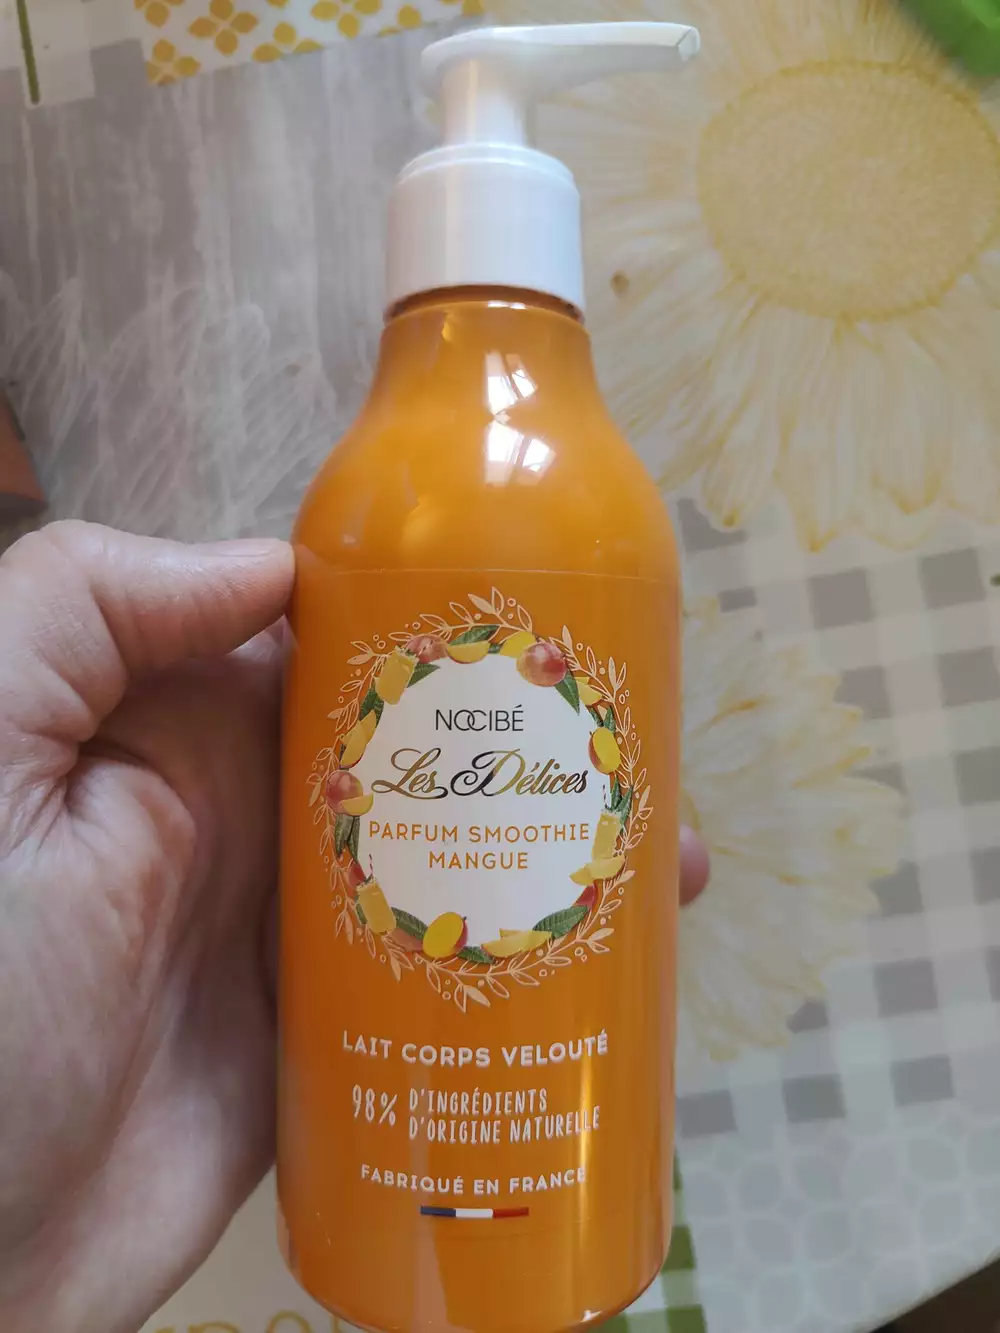 NOCIBÉ
Les Délices
PARFUM SMOOTHIE
MANGUE
LAIT CORPS VELOUTÉ
98% D'INGRÉDIENTS
D'ORIGINE NATURELLE
FABRIQUÉ EN FRANCE